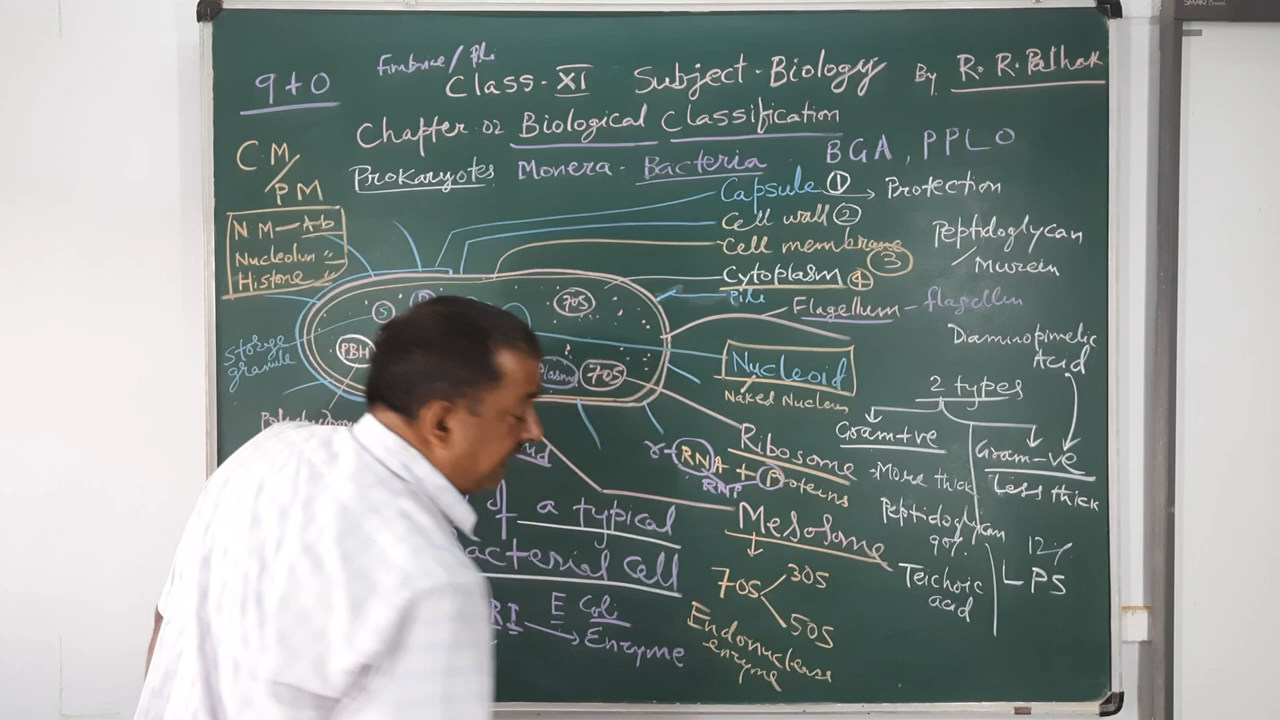 9+0
Class-XI Subject-Biology By R. R. Pathak
Chapter 02 Biological Classification
C.M/PM
Prokaryotes Monera - Bacteria BGA, PPLO
Capsule ① → Protection
Cell wall ②
Cell membrane ③
Cytoplasm ④
Pili
Flagellum - flagellin
NM - Ab
Nucleolus "
Histone "
Peptidoglycan
Murein
Diaminopimelic
Acid
Storage
granule
S
PBH
70S
70S
Nucleoid
Naked Nucleus
2 types
Gram+ve
More thick
Peptidoglycan
90%
Teichoic
acid
Gram-ve
Less thick
12%
LPS
Ribosome
r-RNA + Proteins
RNP
Mesosome
70S
30S
50S
Endonuclease
enzyme
of a typical
acterial Cell
RI E Coli
→ Enzyme